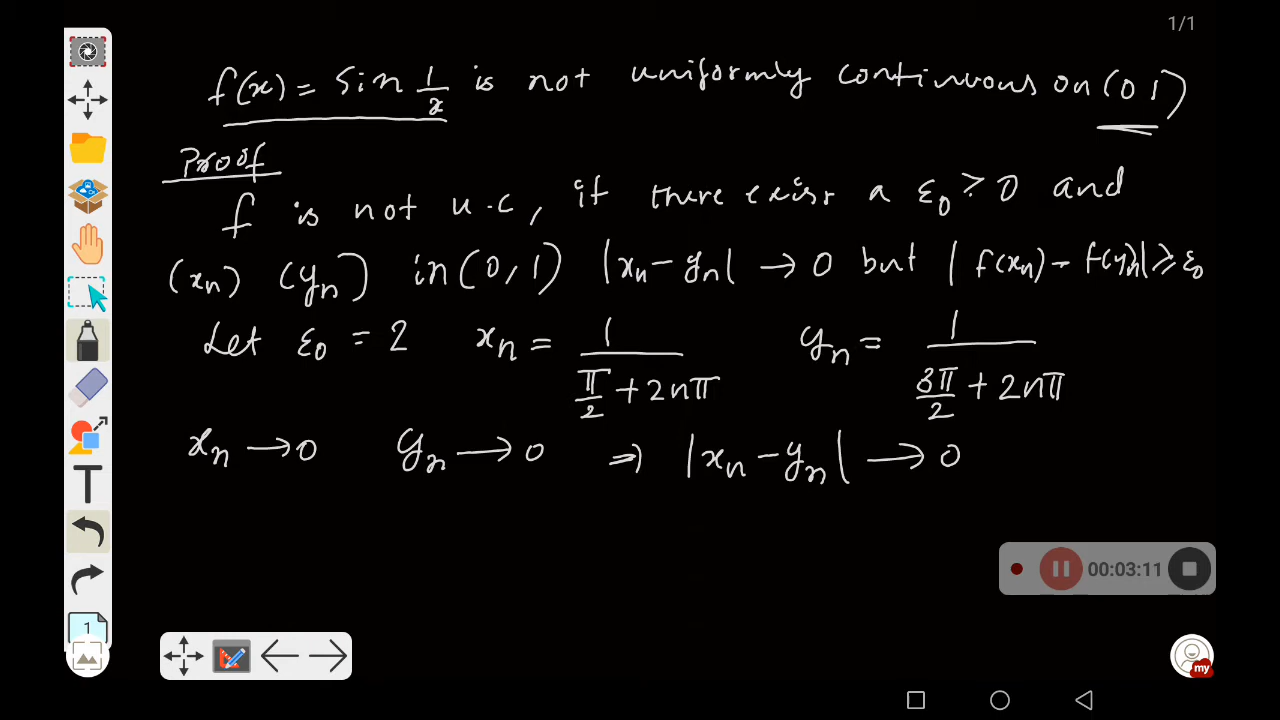 1/1
f(x) = Sin 1/x is not uniformly continuous on (0 1)
Proof
f is not u.c, if there exist a ε₀ > 0 and
(xₙ) (yₙ) in (0, 1) |xₙ - yₙ| → 0 but |f(xₙ) - f(yₙ)| ≥ ε₀
Let ε₀ = 2 xₙ = 1/(π/2 + 2nπ) yₙ = 1/(3π/2 + 2nπ)
xₙ → 0 yₙ → 0 ⇒ |xₙ - yₙ| → 0
T
00:03:11
1
my